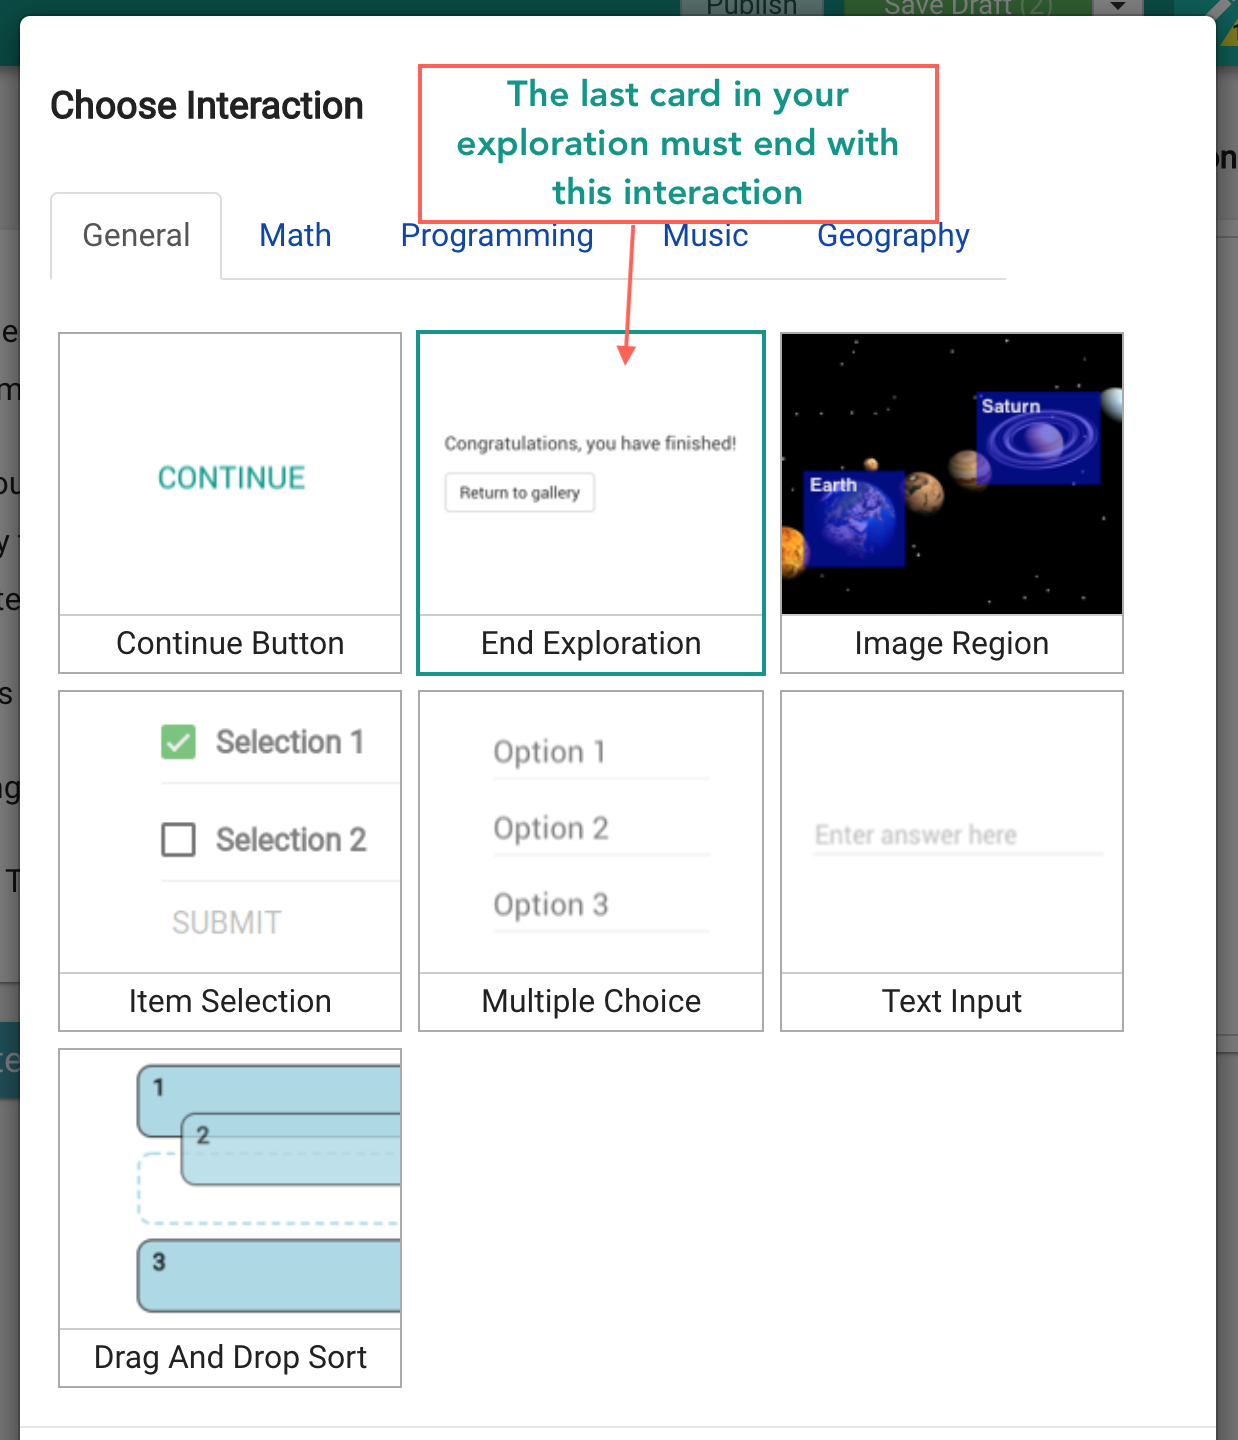 Publish
Save Draft (2)
Choose Interaction
The last card in your
exploration must end with
this interaction
General
Math
Programming
Music
Geography
CONTINUE
Continue Button
Congratulations, you have finished!
Return to gallery
End Exploration
Saturn
Earth
Image Region
Selection 1
Selection 2
SUBMIT
Item Selection
Option 1
Option 2
Option 3
Multiple Choice
Enter answer here
Text Input
1
2
3
Drag And Drop Sort